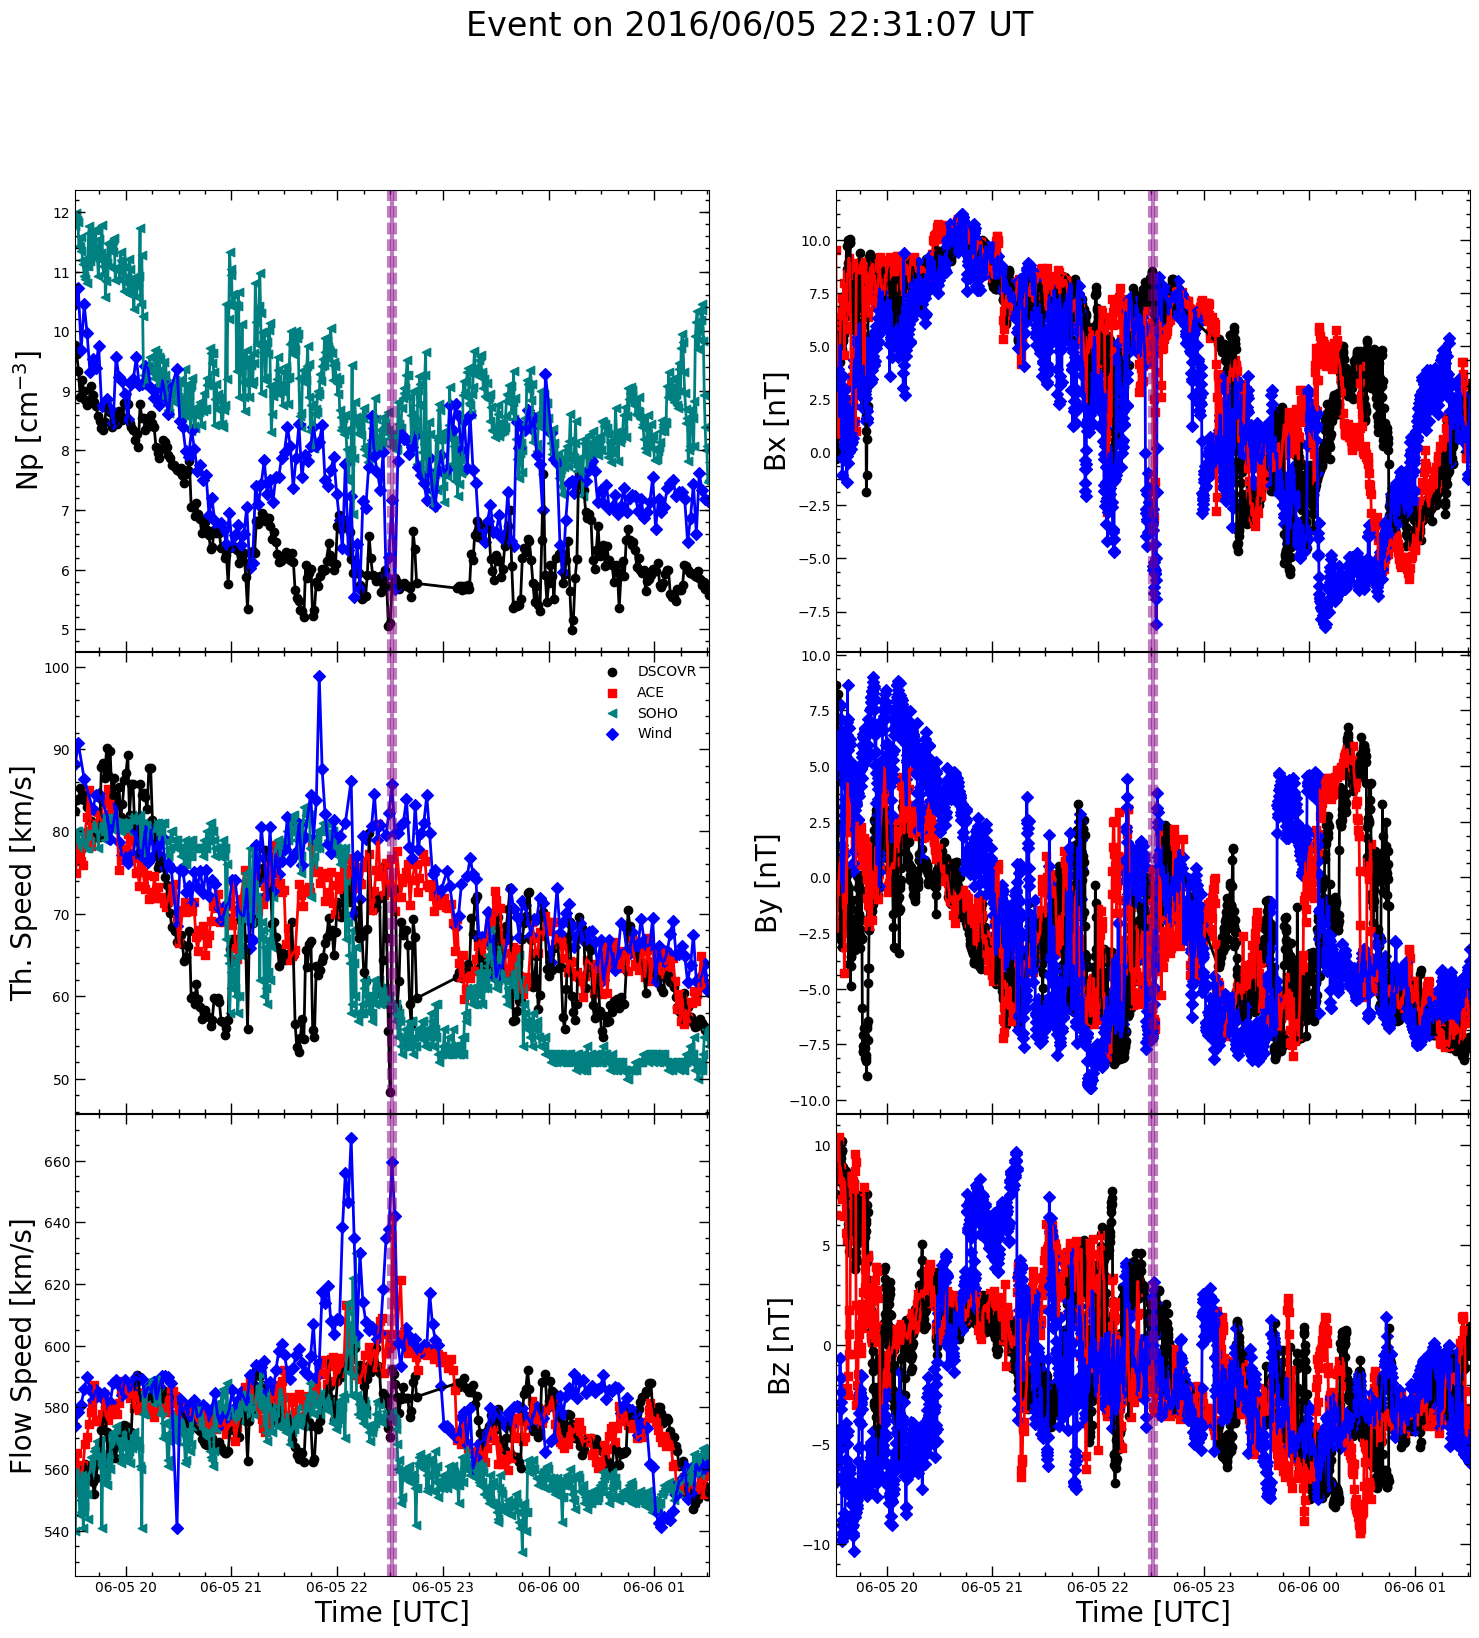 Event on 2016/06/05 22:31:07 UT
Np [cm⁻³]
12
11
10
9
8
7
6
5
Bx [nT]
10.0
7.5
5.0
2.5
0.0
−2.5
−5.0
−7.5
Th. Speed [km/s]
100
90
80
70
60
50
DSCOVR
ACE
SOHO
Wind
By [nT]
10.0
7.5
5.0
2.5
0.0
−2.5
−5.0
−7.5
−10.0
Flow Speed [km/s]
660
640
620
600
580
560
540
Bz [nT]
10
5
0
−5
−10
06-05 20 06-05 21 06-05 22 06-05 23 06-06 00 06-06 01
Time [UTC]
06-05 20 06-05 21 06-05 22 06-05 23 06-06 00 06-06 01
Time [UTC]